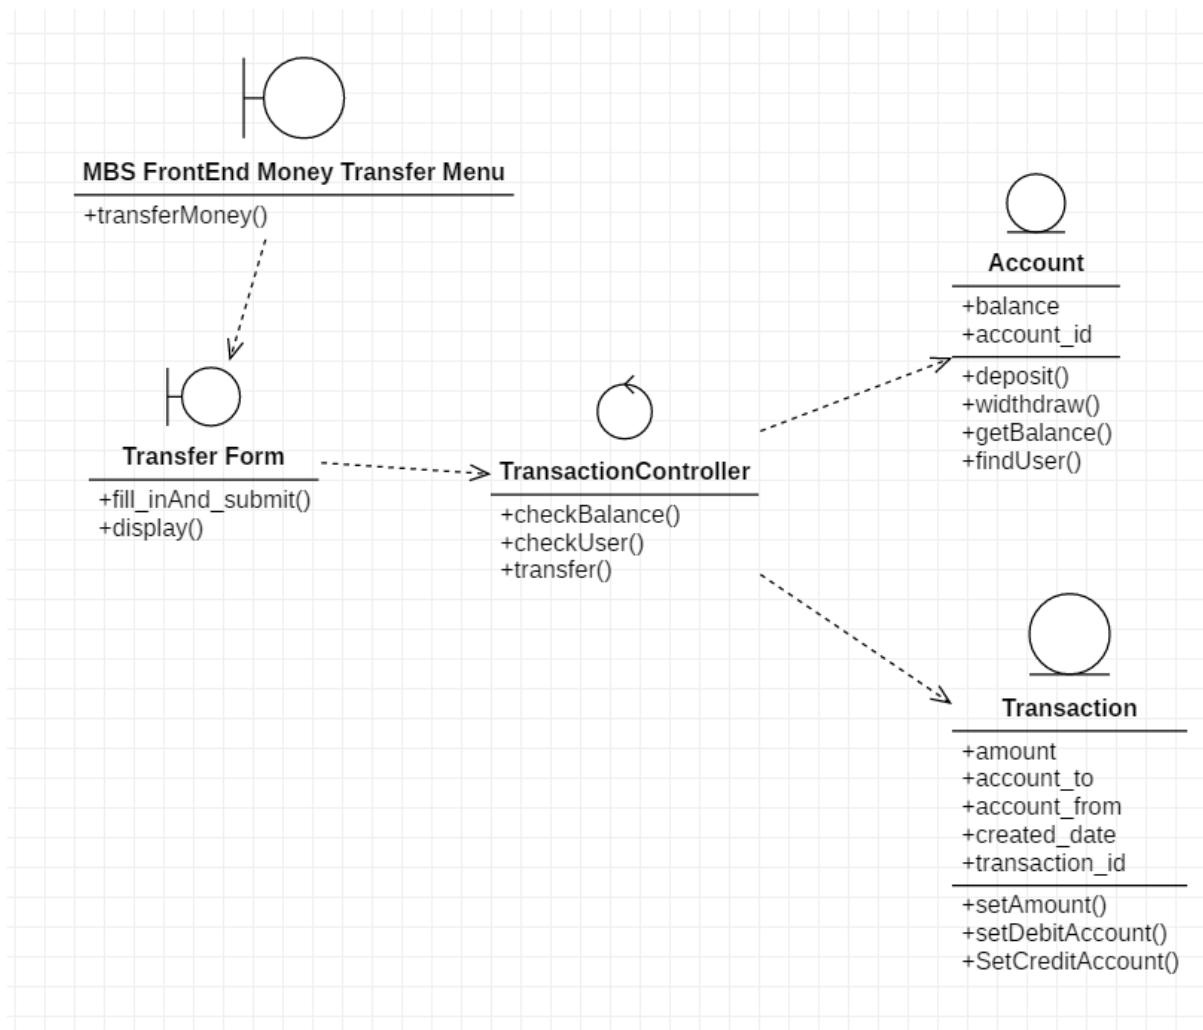 MBS FrontEnd Money Transfer Menu
+transferMoney()
Transfer Form
+fill_inAnd_submit()
+display()
TransactionController
+checkBalance()
+checkUser()
+transfer()
Account
+balance
+account_id
+deposit()
+widthdraw()
+getBalance()
+findUser()
Transaction
+amount
+account_to
+account_from
+created_date
+transaction_id
+setAmount()
+setDebitAccount()
+SetCreditAccount()